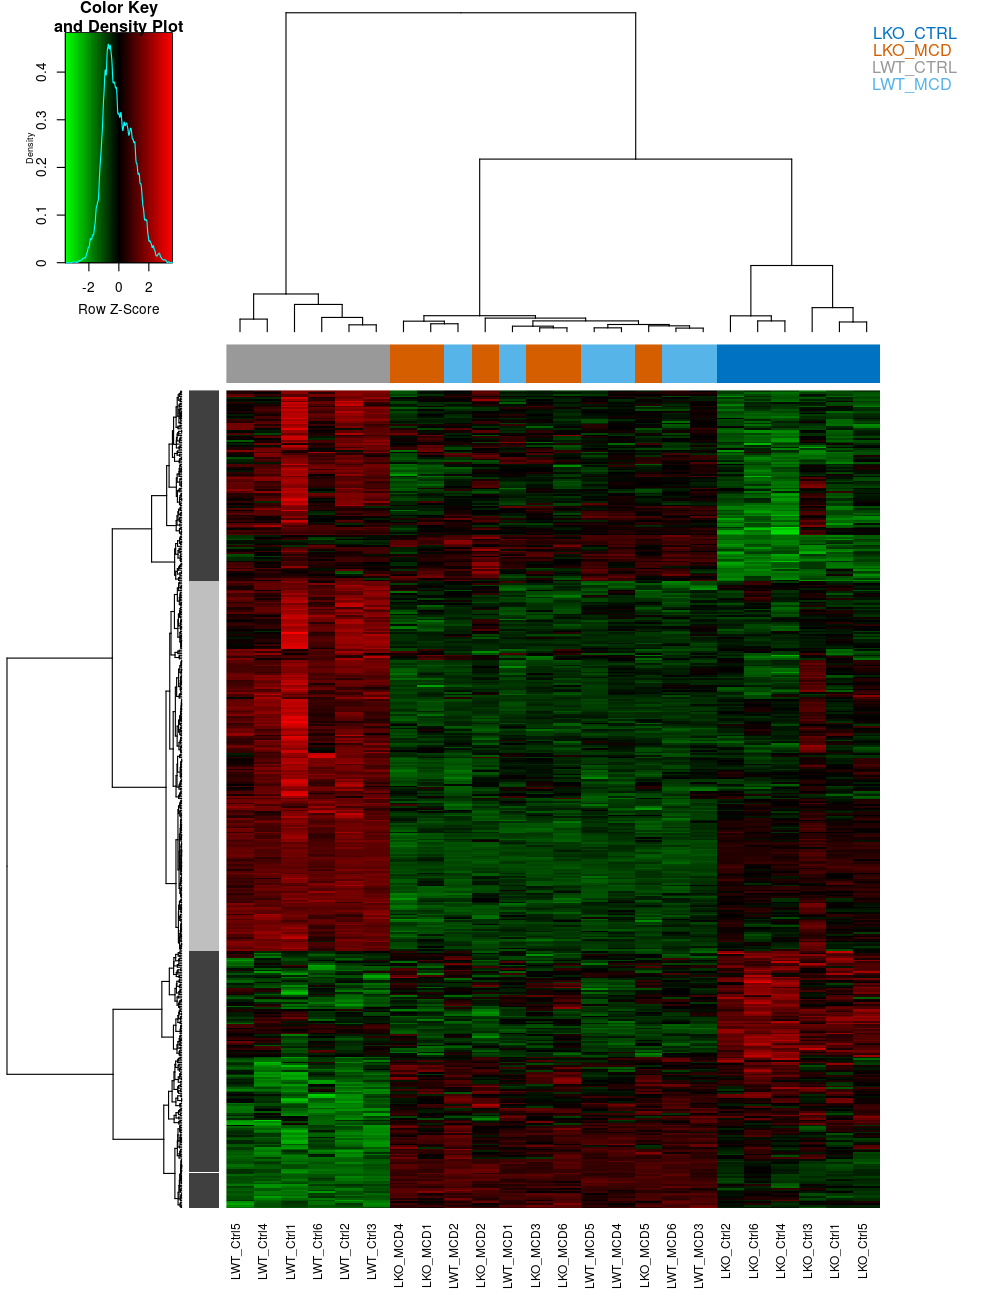 Color Key
and Density Plot
Density
0 0.1 0.2 0.3 0.4
-2 0 2
Row Z-Score
LKO_CTRL
LKO_MCD
LWT_CTRL
LWT_MCD
LWT_Ctrl5
LWT_Ctrl4
LWT_Ctrl1
LWT_Ctrl6
LWT_Ctrl2
LWT_Ctrl3
LKO_MCD4
LKO_MCD1
LWT_MCD2
LKO_MCD2
LWT_MCD1
LKO_MCD3
LKO_MCD6
LWT_MCD5
LWT_MCD4
LKO_MCD5
LWT_MCD6
LWT_MCD3
LKO_Ctrl2
LKO_Ctrl6
LKO_Ctrl4
LKO_Ctrl3
LKO_Ctrl1
LKO_Ctrl5